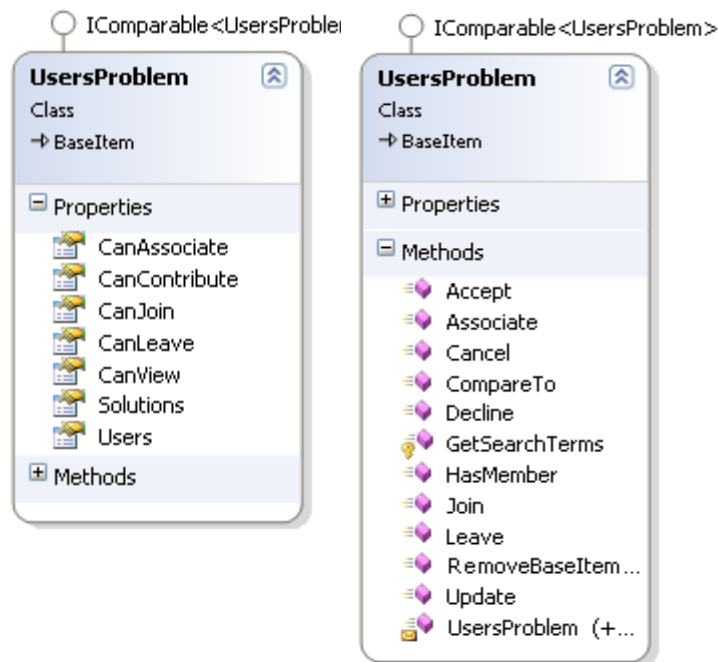 IComparable<UsersProblem
UsersProblem
Class
BaseItem
Properties
CanAssociate
CanContribute
CanJoin
CanLeave
CanView
Solutions
Users
Methods
IComparable<UsersProblem>
UsersProblem
Class
BaseItem
Properties
Methods
Accept
Associate
Cancel
CompareTo
Decline
GetSearchTerms
HasMember
Join
Leave
RemoveBaseItem...
Update
UsersProblem (+...